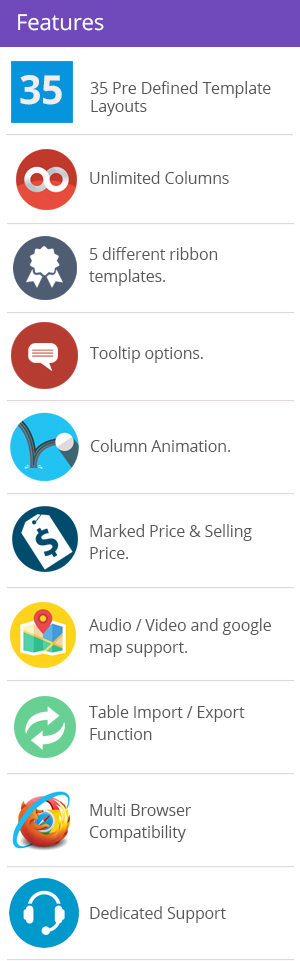 Features
35
35 Pre Defined Template
Layouts
Unlimited Columns
5 different ribbon
templates.
Tooltip options.
Column Animation.
$
Marked Price & Selling
Price.
Audio / Video and google
map support.
Table Import / Export
Function
Multi Browser
Compatibility
Dedicated Support